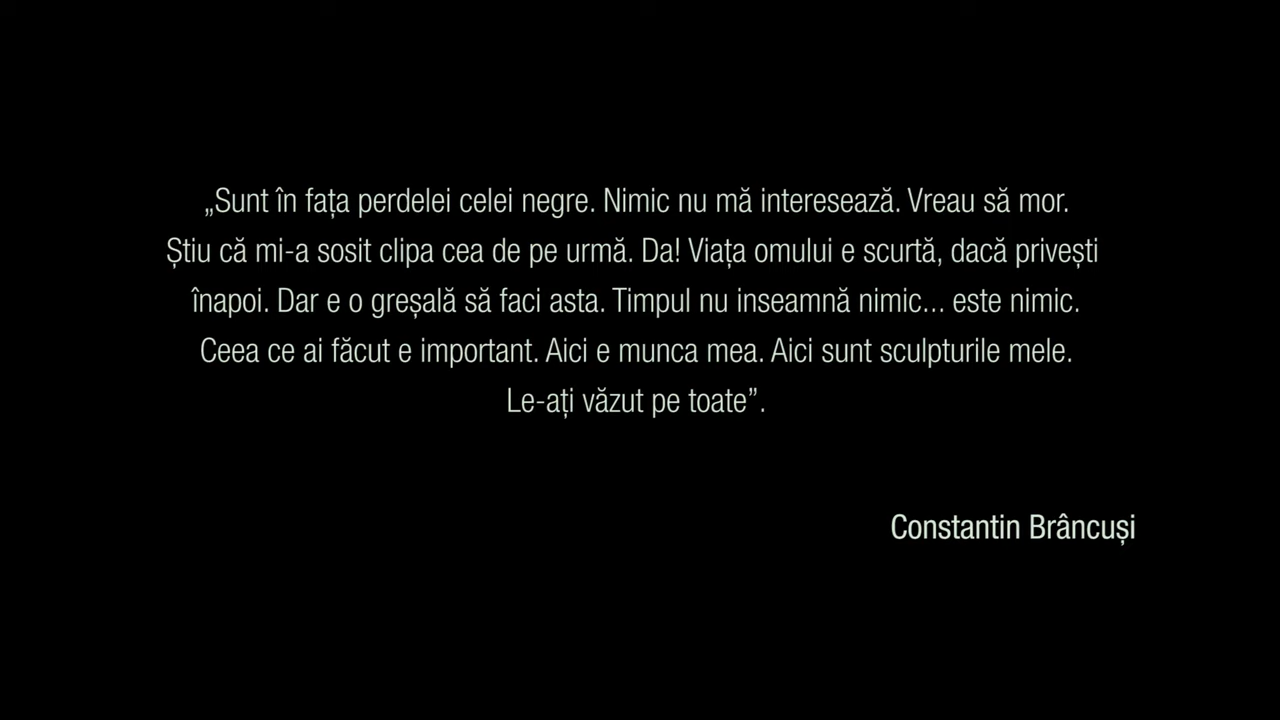 „Sunt în fața perdelei celei negre. Nimic nu mă interesează. Vreau să mor.
Știu că mi-a sosit clipa cea de pe urmă. Da! Viața omului e scurtă, dacă privești
înapoi. Dar e o greșală să faci asta. Timpul nu inseamnă nimic... este nimic.
Ceea ce ai făcut e important. Aici e munca mea. Aici sunt sculpturile mele.
Le-ați văzut pe toate”.
Constantin Brâncuși